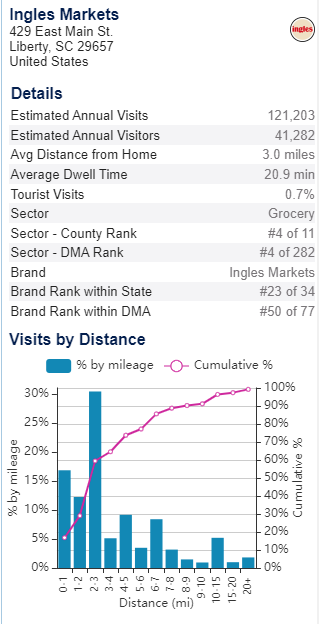 Ingles Markets
429 East Main St.
Liberty, SC 29657
United States
ingles
Details
Estimated Annual Visits 121,203
Estimated Annual Visitors 41,282
Avg Distance from Home 3.0 miles
Average Dwell Time 20.9 min
Tourist Visits 0.7%
Sector Grocery
Sector - County Rank #4 of 11
Sector - DMA Rank #4 of 282
Brand Ingles Markets
Brand Rank within State #23 of 34
Brand Rank within DMA #50 of 77
Visits by Distance
% by mileage Cumulative %
% by mileage
30%
25%
20%
15%
10%
5%
0%
100%
90%
80%
70%
60%
50%
40%
30%
20%
10%
0%
Cumulative %
0-1 1-2 2-3 3-4 4-5 5-6 6-7 7-8 8-9 9-10 10-15 15-20 20+
Distance (mi)